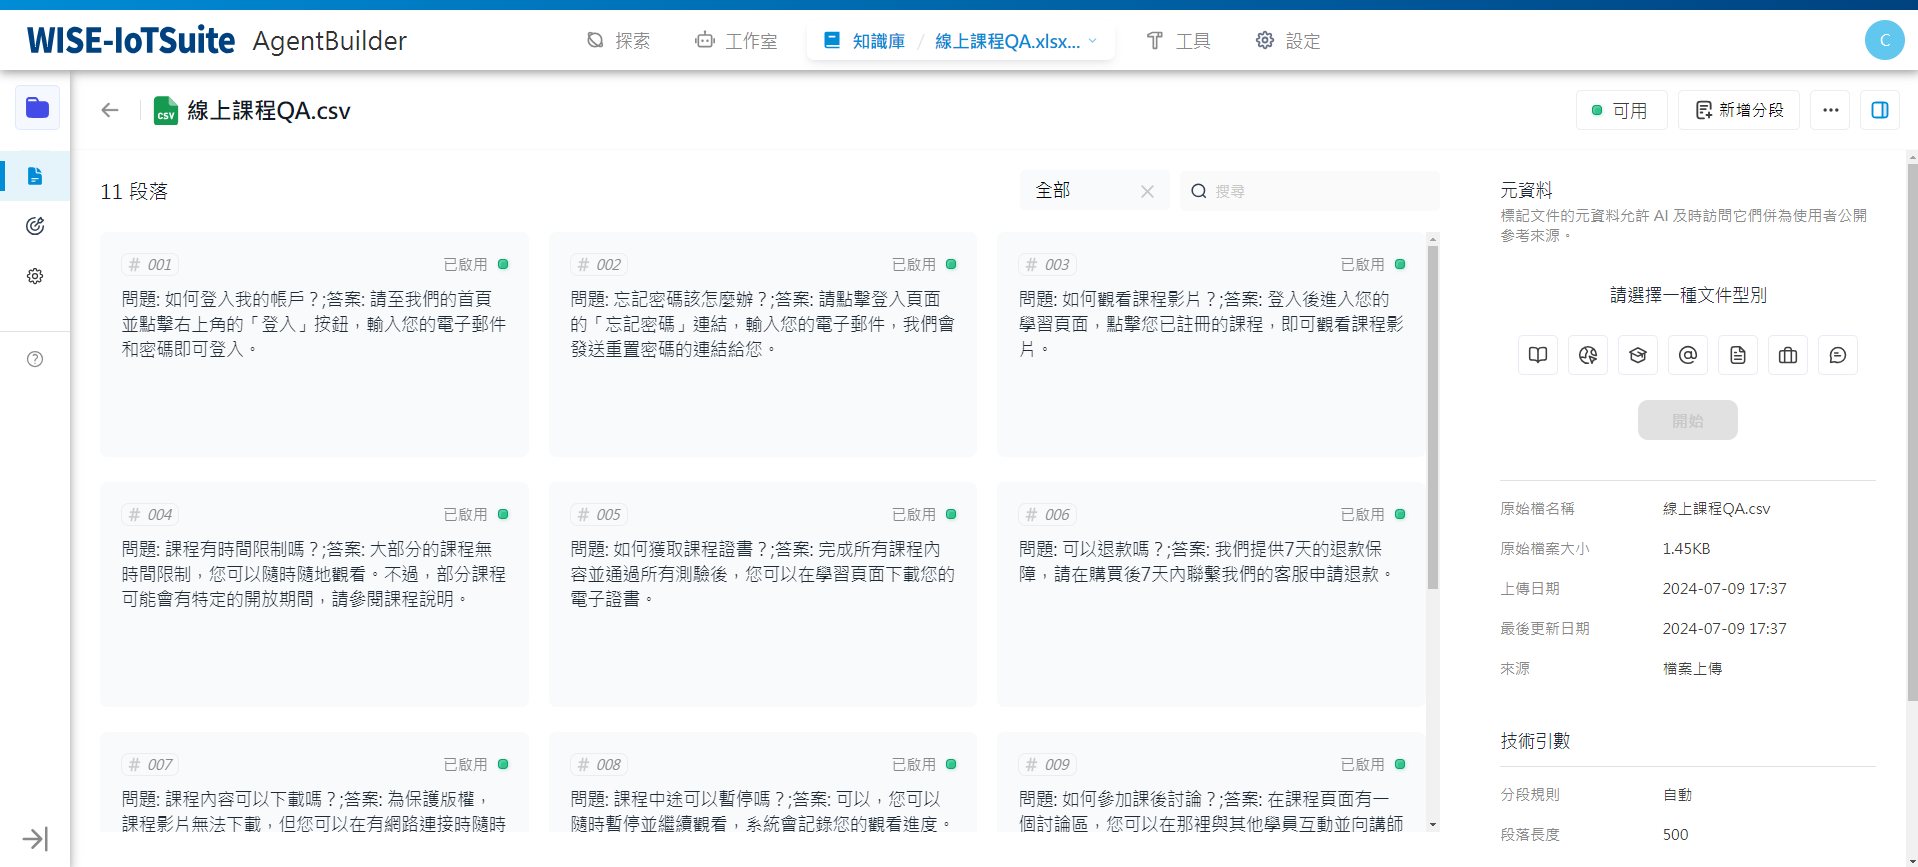 WISE-IoTSuite AgentBuilder 探索 工作室 知識庫 / 線上課程QA.xlsx... 工具 設定 C
CSV 線上課程QA.csv 可用 新增分段
11 段落 全部 搜尋
# 001 已啟用
問題: 如何登入我的帳戶？;答案: 請至我們的首頁
並點擊右上角的「登入」按鈕，輸入您的電子郵件
和密碼即可登入。
# 002 已啟用
問題: 忘記密碼該怎麼辦？;答案: 請點擊登入頁面
的「忘記密碼」連結，輸入您的電子郵件，我們會
發送重置密碼的連結給您。
# 003 已啟用
問題: 如何觀看課程影片？;答案: 登入後進入您的
學習頁面，點擊您已註冊的課程，即可觀看課程影
片。
# 004 已啟用
問題: 課程有時間限制嗎？;答案: 大部分的課程無
時間限制，您可以隨時隨地觀看。不過，部分課程
可能會有特定的開放期間，請參閱課程說明。
# 005 已啟用
問題: 如何獲取課程證書？;答案: 完成所有課程內
容並通過所有測驗後，您可以在學習頁面下載您的
電子證書。
# 006 已啟用
問題: 可以退款嗎？;答案: 我們提供7天的退款保
障，請在購買後7天內聯繫我們的客服申請退款。
# 007 已啟用
問題: 課程內容可以下載嗎？;答案: 為保護版權，
課程影片無法下載，但您可以在有網路連接時隨時
# 008 已啟用
問題: 課程中途可以暫停嗎？;答案: 可以，您可以
隨時暫停並繼續觀看，系統會記錄您的觀看進度。
# 009 已啟用
問題: 如何參加課後討論？;答案: 在課程頁面有一
個討論區，您可以在那裡與其他學員互動並向講師
元資料
標記文件的元資料允許 AI 及時訪問它們併為使用者公開
參考來源。
請選擇一種文件型別
開始
原始檔名稱 線上課程QA.csv
原始檔案大小 1.45KB
上傳日期 2024-07-09 17:37
最後更新日期 2024-07-09 17:37
來源 檔案上傳
技術引數
分段規則 自動
段落長度 500